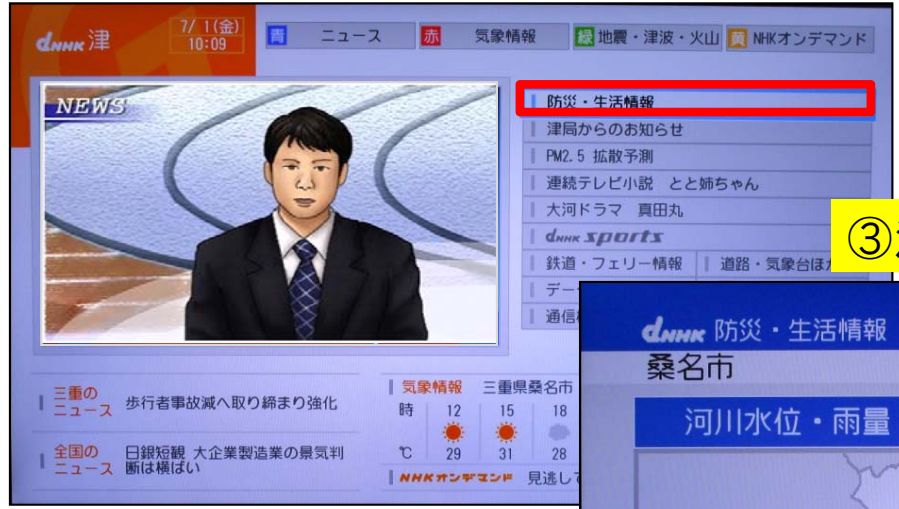 dNHK 津
7/ 1(金)
10:09
青 ニュース
赤 気象情報
緑 地震・津波・火山
黄 NHKオンデマンド
NEWS
防災・生活情報
津局からのお知らせ
PM2.5 拡散予測
連続テレビ小説 とと姉ちゃん
大河ドラマ 真田丸
dNHK sports
鉄道・フェリー情報
道路・気象台ほか
デー
通信
③
三重の
ニュース
歩行者事故減へ取り締まり強化
全国の
ニュース
日銀短観 大企業製造業の景気判
断は横ばい
気象情報 三重県桑名市
時 12 15 18
℃ 29 31 28
NHKオンデマンド 見逃し
dNHK 防災・生活情報
桑名市
河川水位・雨量